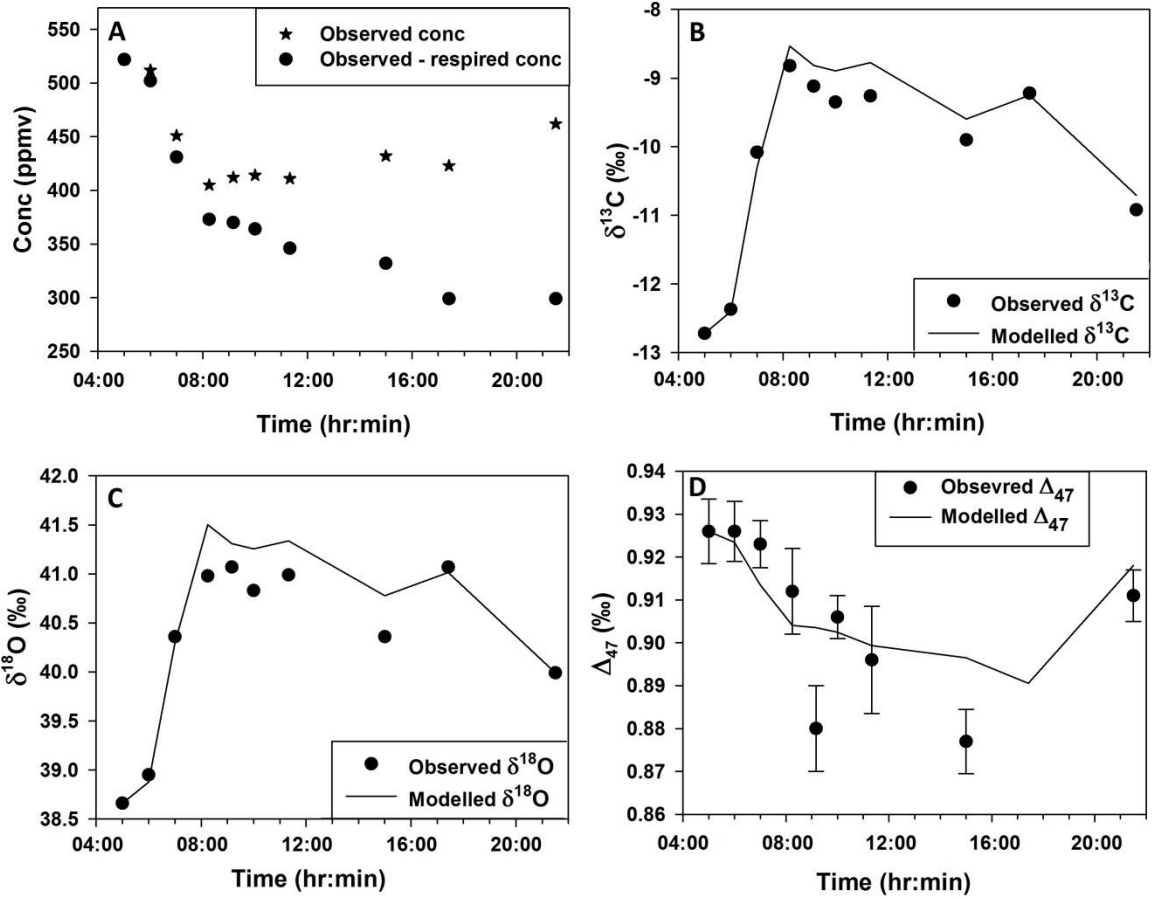 A
★ Observed conc
● Observed - respired conc
550
500
450
400
350
300
250
Conc (ppmv)
04:00 08:00 12:00 16:00 20:00
Time (hr:min)
B
-8
-9
-10
-11
-12
-13
δ¹³C (‰)
● Observed δ¹³C
Modelled δ¹³C
04:00 08:00 12:00 16:00 20:00
Time (hr:min)
C
42.0
41.5
41.0
40.5
40.0
39.5
39.0
38.5
δ¹⁸O (‰)
● Observed δ¹⁸O
Modelled δ¹⁸O
04:00 08:00 12:00 16:00 20:00
Time (hr:min)
D
● Obsevred Δ₄₇
Modelled Δ₄₇
0.94
0.93
0.92
0.91
0.90
0.89
0.88
0.87
0.86
Δ₄₇ (‰)
04:00 08:00 12:00 16:00 20:00
Time (hr:min)